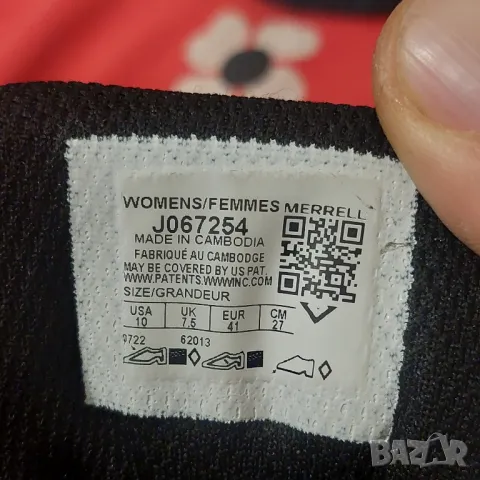 WOMENS/FEMMES MERRELL
J067254
MADE IN CAMBODIA
FABRIQUÉ AU CAMBODGE
MAY BE COVERED BY US PAT.
WWW.PATENTS.WWWINC.COM
SIZE/GRANDEUR
USA UK EUR CM
10 7.5 41 27
0722 62013
BAZAR